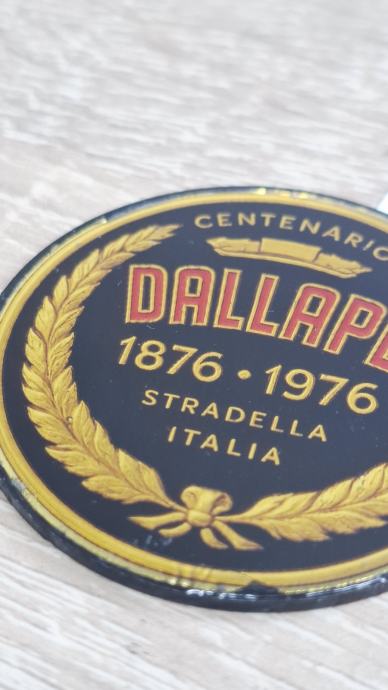 CENTENARIO
DALLAPE
1876 • 1976
STRADELLA
ITALIA